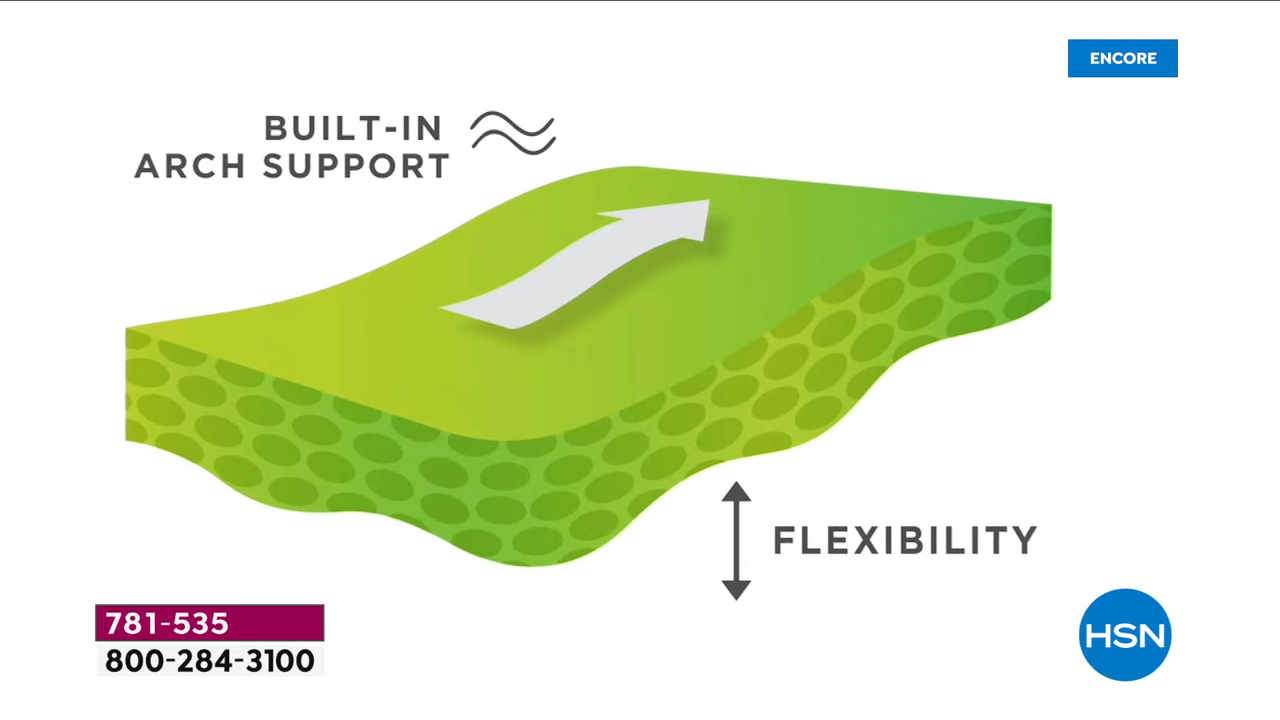 ENCORE
BUILT-IN
ARCH SUPPORT
FLEXIBILITY
781-535
800-284-3100
HSN